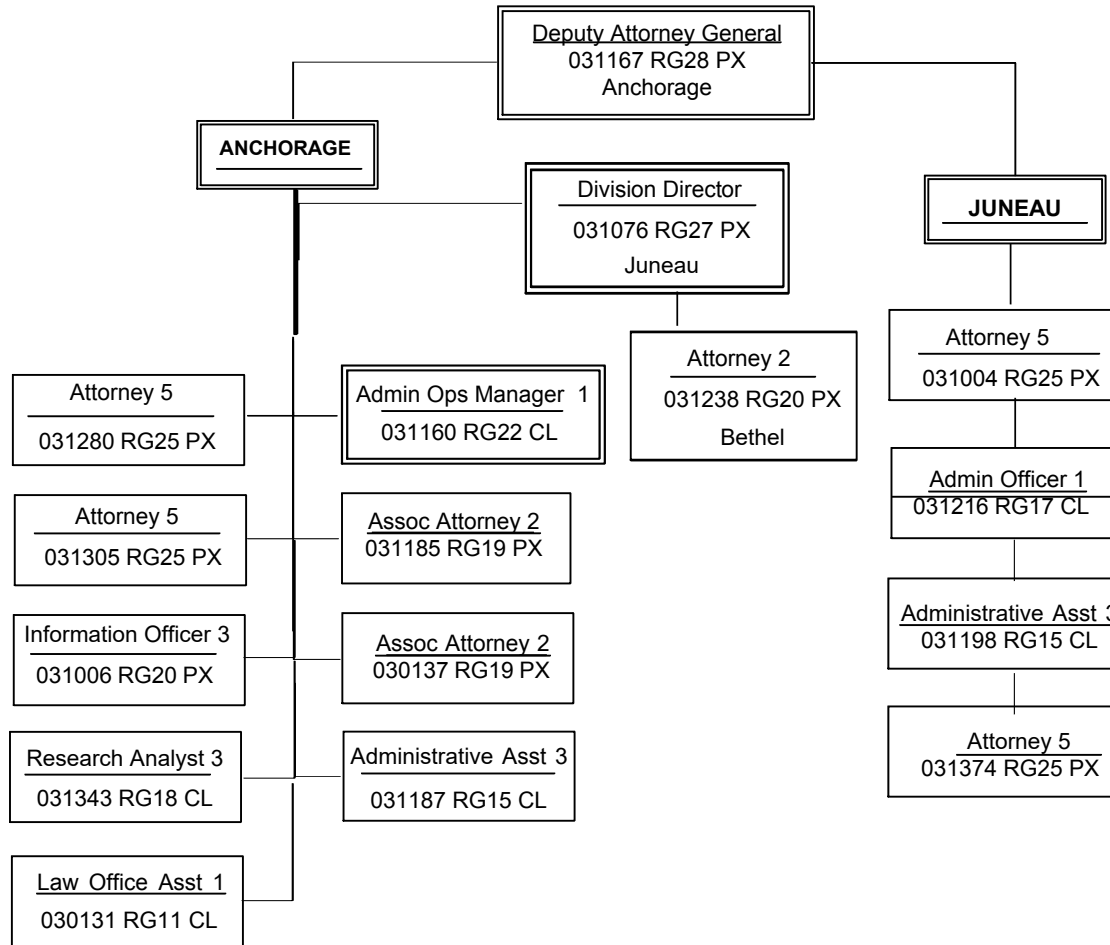 Deputy Attorney General
031167 RG28 PX
Anchorage
ANCHORAGE
Division Director
031076 RG27 PX
Juneau
JUNEAU
Attorney 2
031238 RG20 PX
Bethel
Attorney 5
031004 RG25 PX
Attorney 5
031280 RG25 PX
Admin Ops Manager 1
031160 RG22 CL
Admin Officer 1
031216 RG17 CL
Attorney 5
031305 RG25 PX
Assoc Attorney 2
031185 RG19 PX
Administrative Asst 3
031198 RG15 CL
Information Officer 3
031006 RG20 PX
Assoc Attorney 2
030137 RG19 PX
Attorney 5
031374 RG25 PX
Research Analyst 3
031343 RG18 CL
Administrative Asst 3
031187 RG15 CL
Law Office Asst 1
030131 RG11 CL